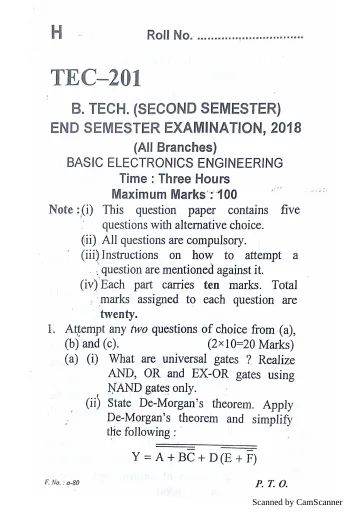 H Roll No. ................................
TEC–201
B. TECH. (SECOND SEMESTER)
END SEMESTER EXAMINATION, 2018
(All Branches)
BASIC ELECTRONICS ENGINEERING
Time : Three Hours
Maximum Marks : 100
Note : (i) This question paper contains five
questions with alternative choice.
(ii) All questions are compulsory.
(iii) Instructions on how to attempt a
question are mentioned against it.
(iv) Each part carries ten marks. Total
marks assigned to each question are
twenty.
1. Attempt any two questions of choice from (a),
(b) and (c). (2×10=20 Marks)
(a) (i) What are universal gates ? Realize
AND, OR and EX-OR gates using
NAND gates only.
(ii) State De-Morgan's theorem. Apply
De-Morgan's theorem and simplify
the following :
Y = \overline{\overline{A + B\overline{C}} + D(\overline{E + \overline{F}})}
F. No. : a-80 P. T. O.
Scanned by CamScanner